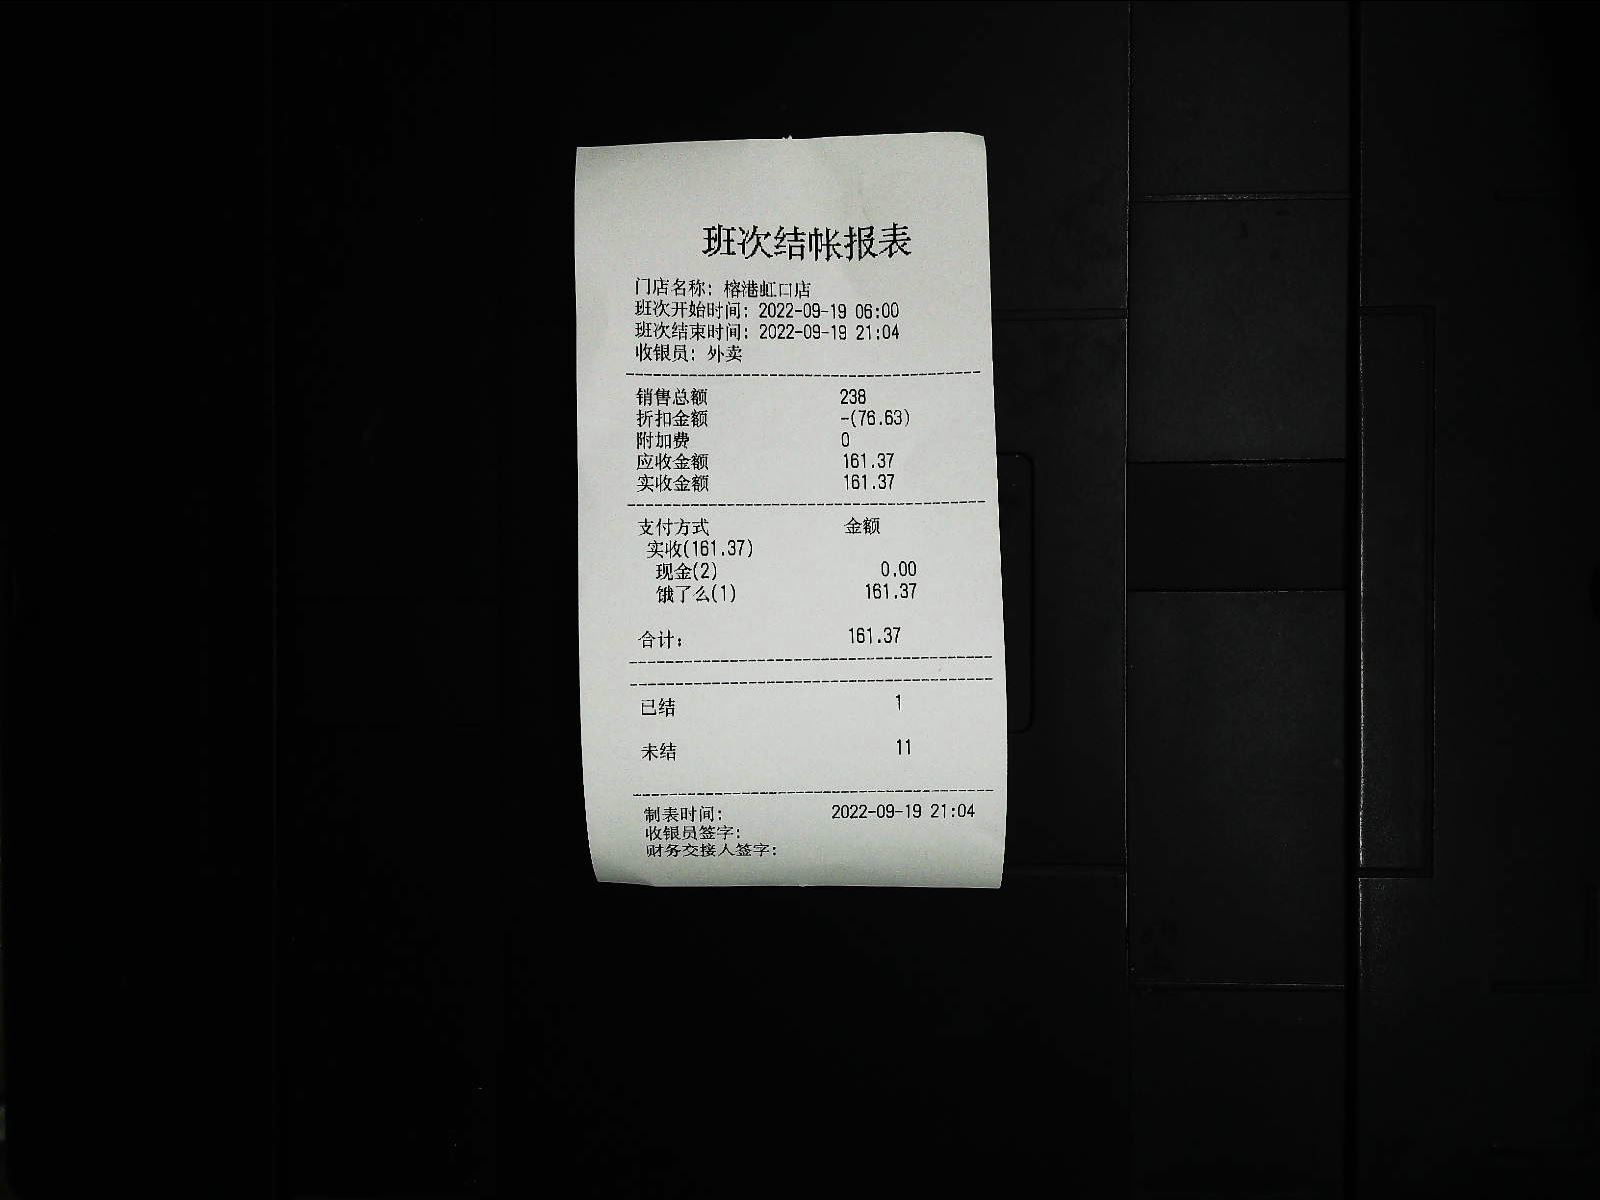 班次结帐报表
门店名称: 榕港虹口店
班次开始时间: 2022-09-19 06:00
班次结束时间: 2022-09-19 21:04
收银员: 外卖
销售总额 238
折扣金额 -(76.63)
附加费 0
应收金额 161.37
实收金额 161.37
支付方式 金额
实收(161.37)
现金(2) 0.00
饿了么(1) 161.37
合计: 161.37
已结 1
未结 11
制表时间: 2022-09-19 21:04
收银员签字:
财务交接人签字: